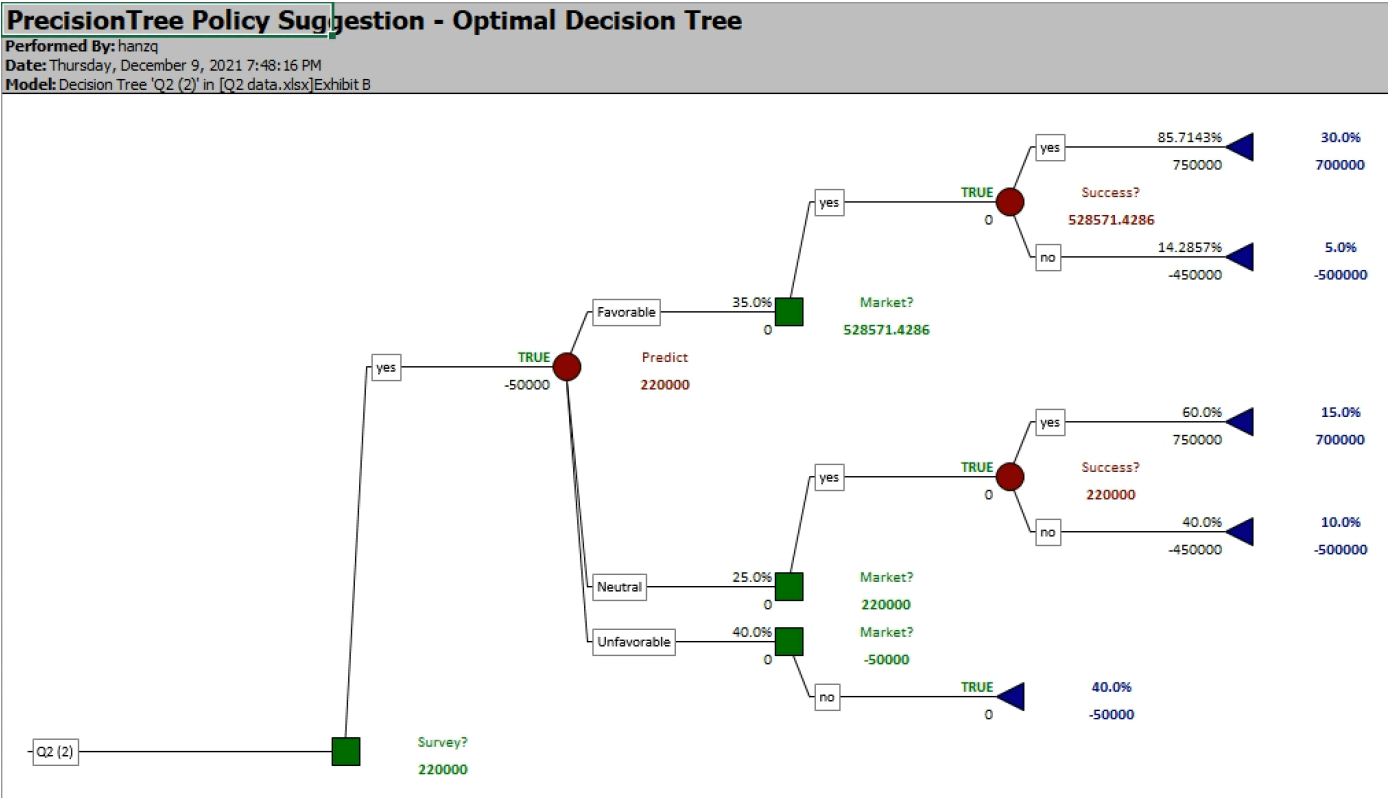 PrecisionTree Policy Suggestion - Optimal Decision Tree
Performed By: hanzq
Date: Thursday, December 9, 2021 7:48:16 PM
Model: Decision Tree 'Q2 (2)' in [Q2 data.xlsx]Exhibit B
yes
85.7143%
30.0%
750000
700000
yes
TRUE
Success?
0
528571.4286
no
14.2857%
5.0%
-450000
-500000
Favorable
35.0%
Market?
0
528571.4286
yes
TRUE
Predict
-50000
220000
yes
60.0%
15.0%
750000
700000
yes
TRUE
Success?
0
220000
no
40.0%
10.0%
-450000
-500000
Neutral
25.0%
Market?
0
220000
Unfavorable
40.0%
Market?
0
-50000
no
TRUE
40.0%
0
-50000
Q2 (2)
Survey?
220000